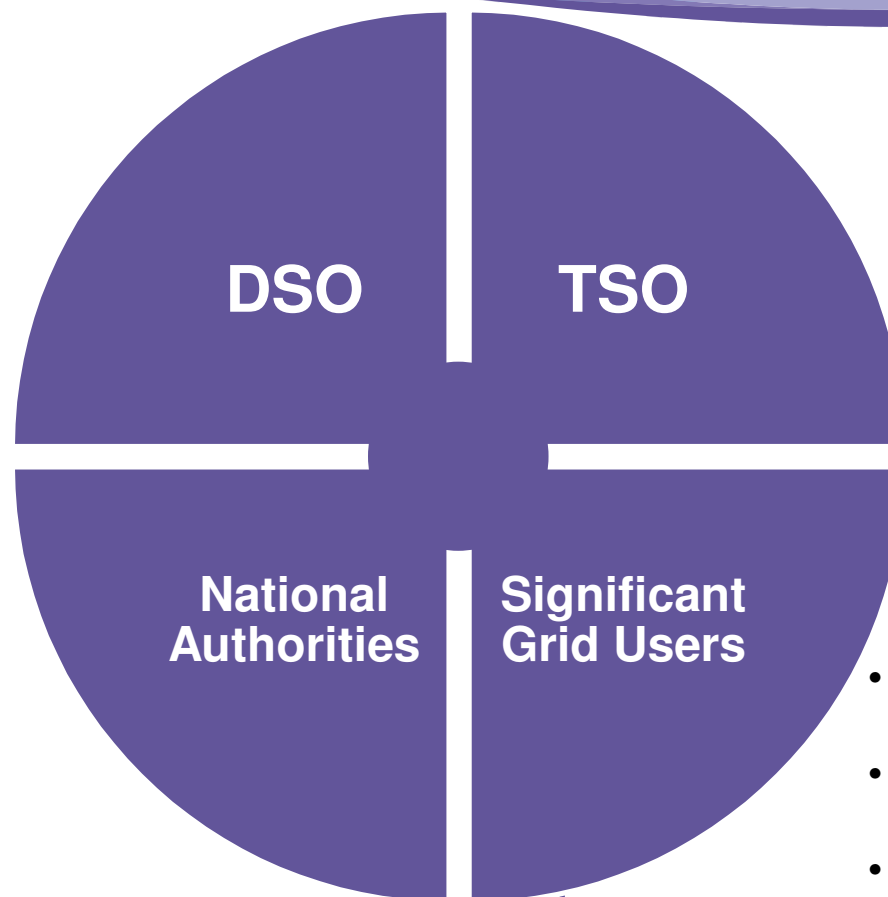 DSO
TSO
National
Authorities
Significant
Grid Users
•
•
•